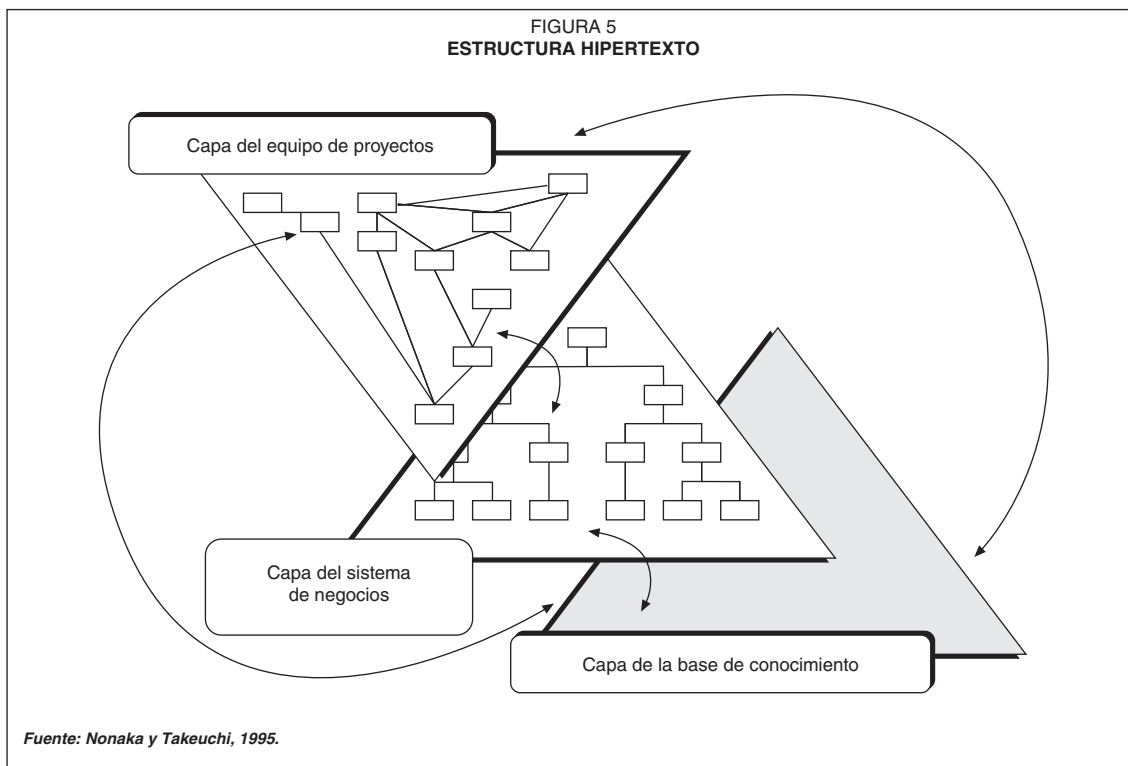 FIGURA 5
ESTRUCTURA HIPERTEXTO
Capa del equipo de proyectos
Capa del sistema
de negocios
Capa de la base de conocimiento
Fuente: Nonaka y Takeuchi, 1995.